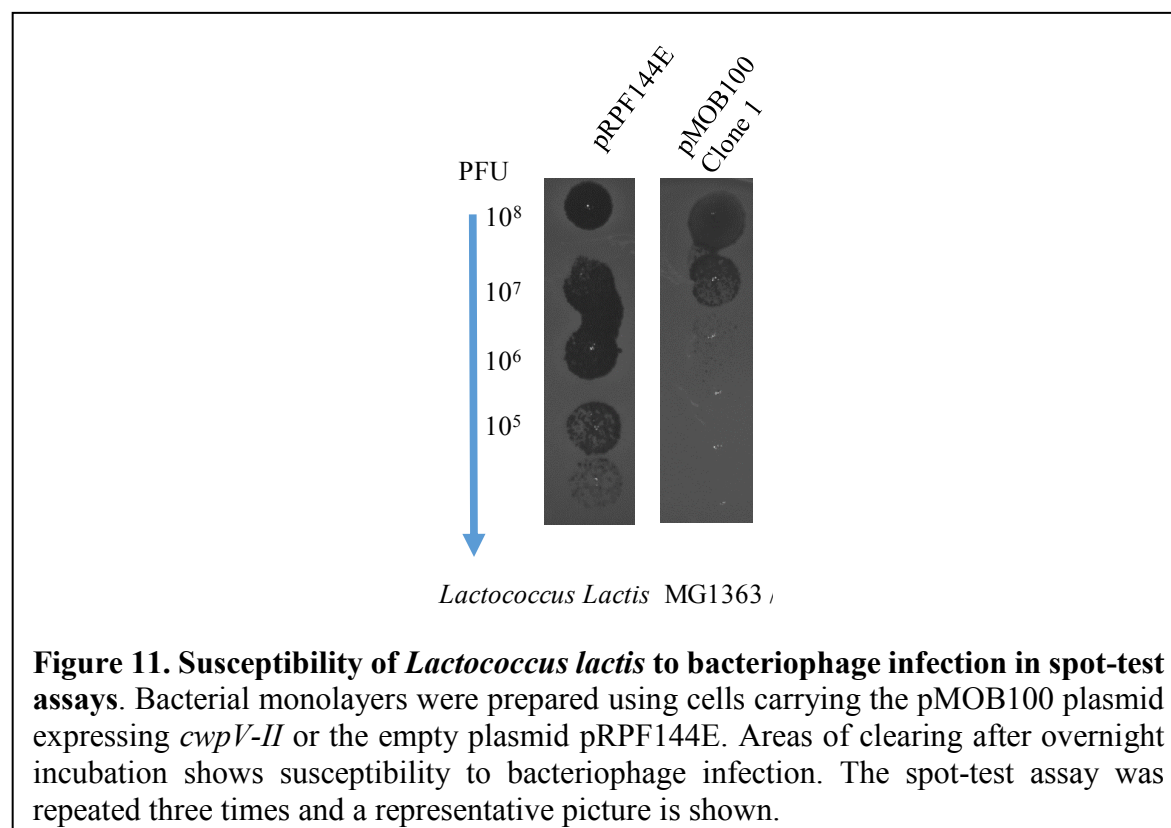 pRPF144E
pMOB100
Clone 1
PFU
10⁸
10⁷
10⁶
10⁵
Lactococcus Lactis MG1363 /
Figure 11. Susceptibility of Lactococcus lactis to bacteriophage infection in spot-test
assays. Bacterial monolayers were prepared using cells carrying the pMOB100 plasmid
expressing cwpV-II or the empty plasmid pRPF144E. Areas of clearing after overnight
incubation shows susceptibility to bacteriophage infection. The spot-test assay was
repeated three times and a representative picture is shown.